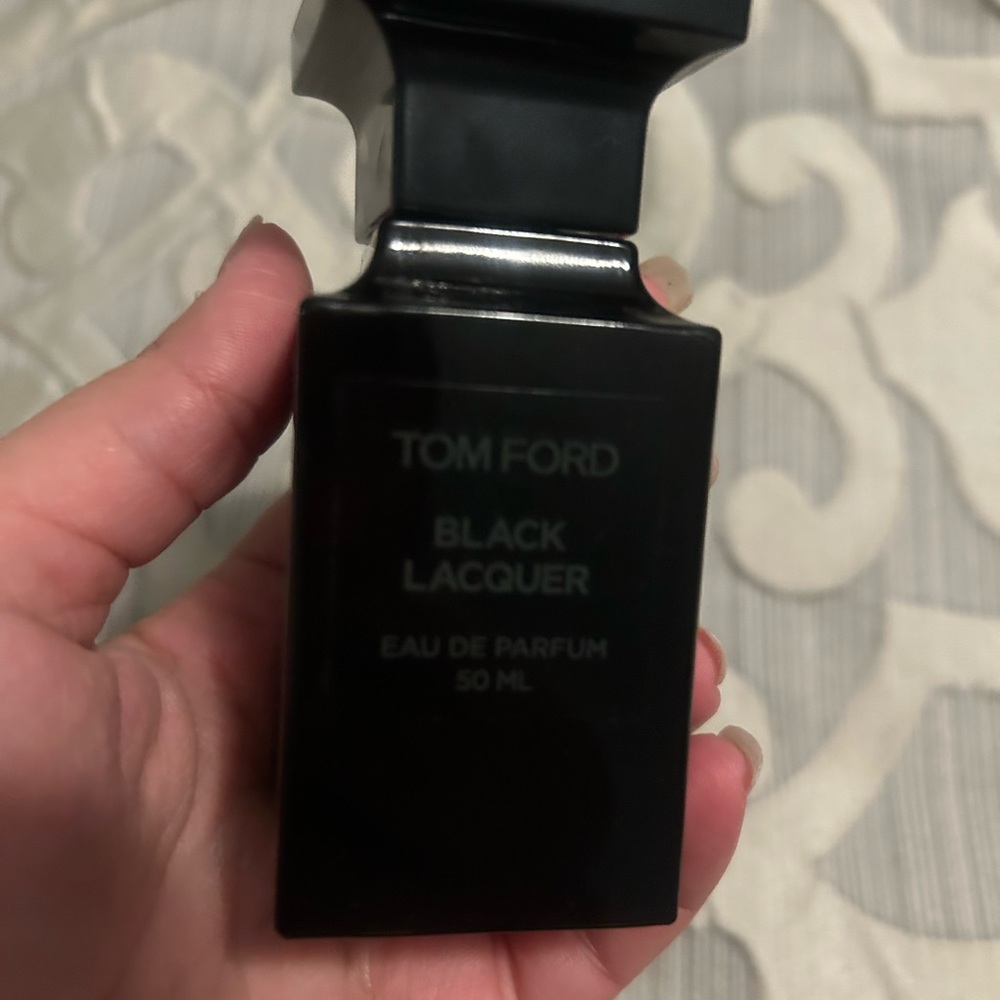 TOM FORD
BLACK
LACQUER
EAU DE PARFUM
50 ML